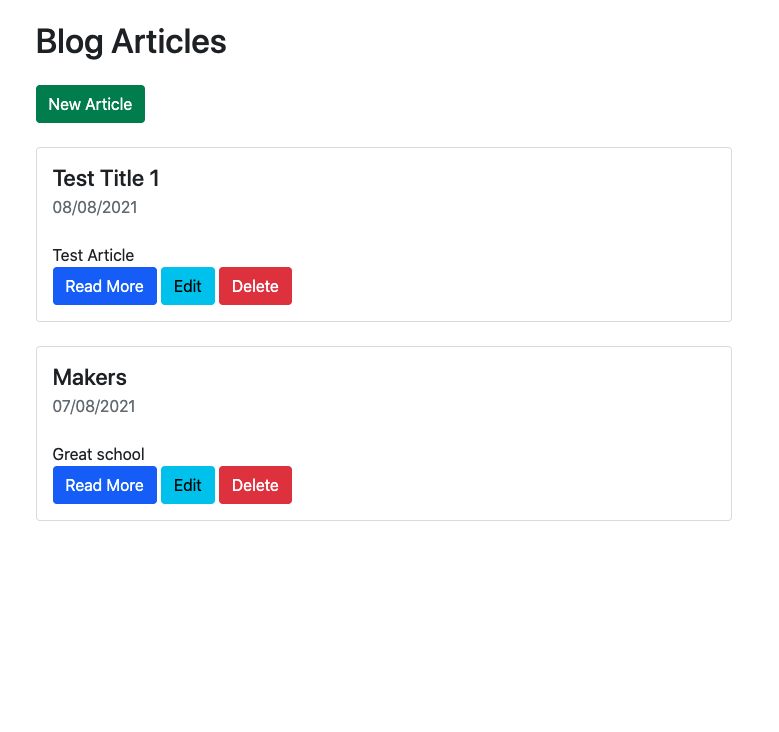 Blog Articles
New Article
Test Title 1
08/08/2021
Test Article
Read More Edit Delete
Makers
07/08/2021
Great school
Read More Edit Delete